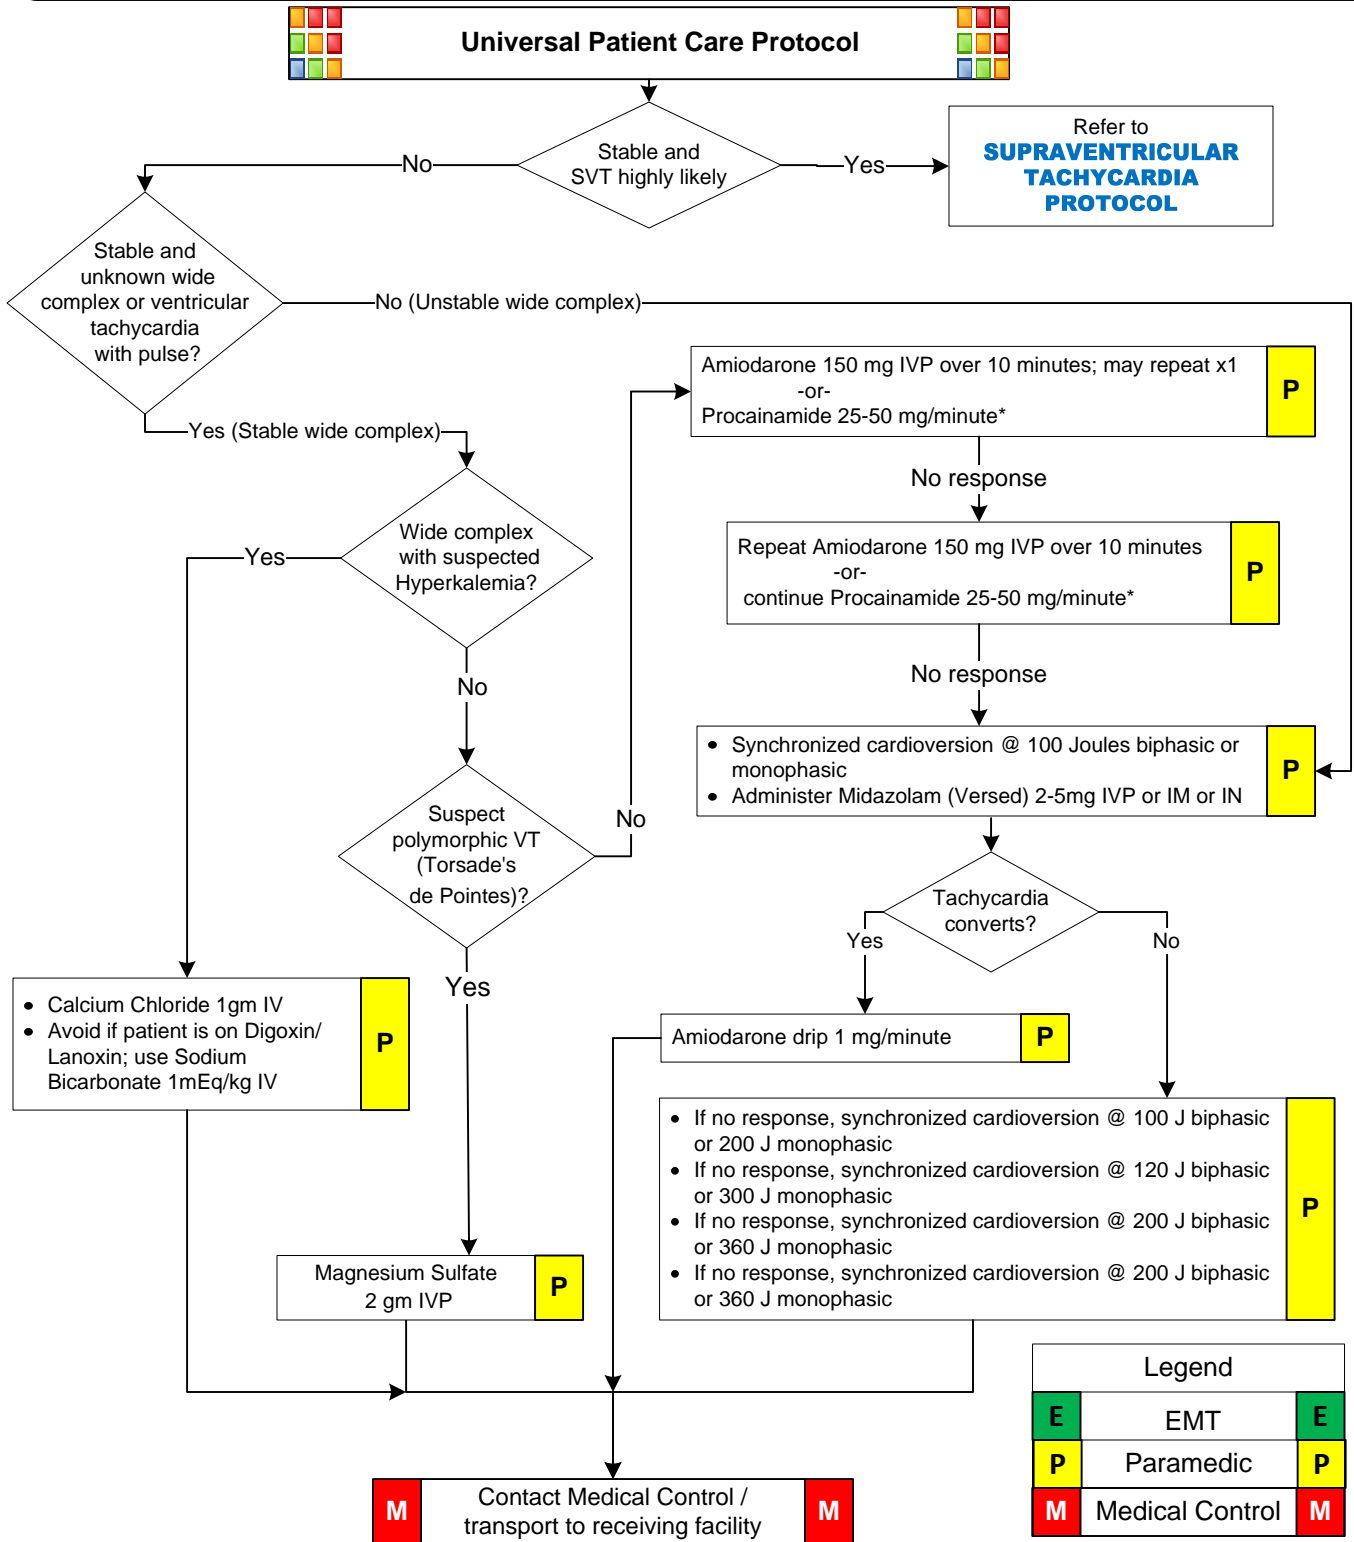 Universal Patient Care Protocol
Stable and
SVT highly likely
No
Yes
Refer to
SUPRAVENTRICULAR
TACHYCARDIA
PROTOCOL
Stable and
unknown wide
complex or ventricular
tachycardia
with pulse?
No (Unstable wide complex)
Yes (Stable wide complex)
Amiodarone 150 mg IVP over 10 minutes; may repeat x1
-or-
Procainamide 25-50 mg/minute*
P
No response
Wide complex
with suspected
Hyperkalemia?
Yes
No
Repeat Amiodarone 150 mg IVP over 10 minutes
-or-
continue Procainamide 25-50 mg/minute*
P
No response
• Synchronized cardioversion @ 100 Joules biphasic or
monophasic
• Administer Midazolam (Versed) 2-5mg IVP or IM or IN
P
Suspect
polymorphic VT
(Torsade's
de Pointes)?
No
Yes
Tachycardia
converts?
Yes
No
• Calcium Chloride 1gm IV
• Avoid if patient is on Digoxin/
Lanoxin; use Sodium
Bicarbonate 1mEq/kg IV
P
Amiodarone drip 1 mg/minute
P
• If no response, synchronized cardioversion @ 100 J biphasic
or 200 J monophasic
• If no response, synchronized cardioversion @ 120 J biphasic
or 300 J monophasic
• If no response, synchronized cardioversion @ 200 J biphasic
or 360 J monophasic
• If no response, synchronized cardioversion @ 200 J biphasic
or 360 J monophasic
P
Magnesium Sulfate
2 gm IVP
P
Legend
E EMT E
P Paramedic P
M Medical Control M
M Contact Medical Control / M
transport to receiving facility